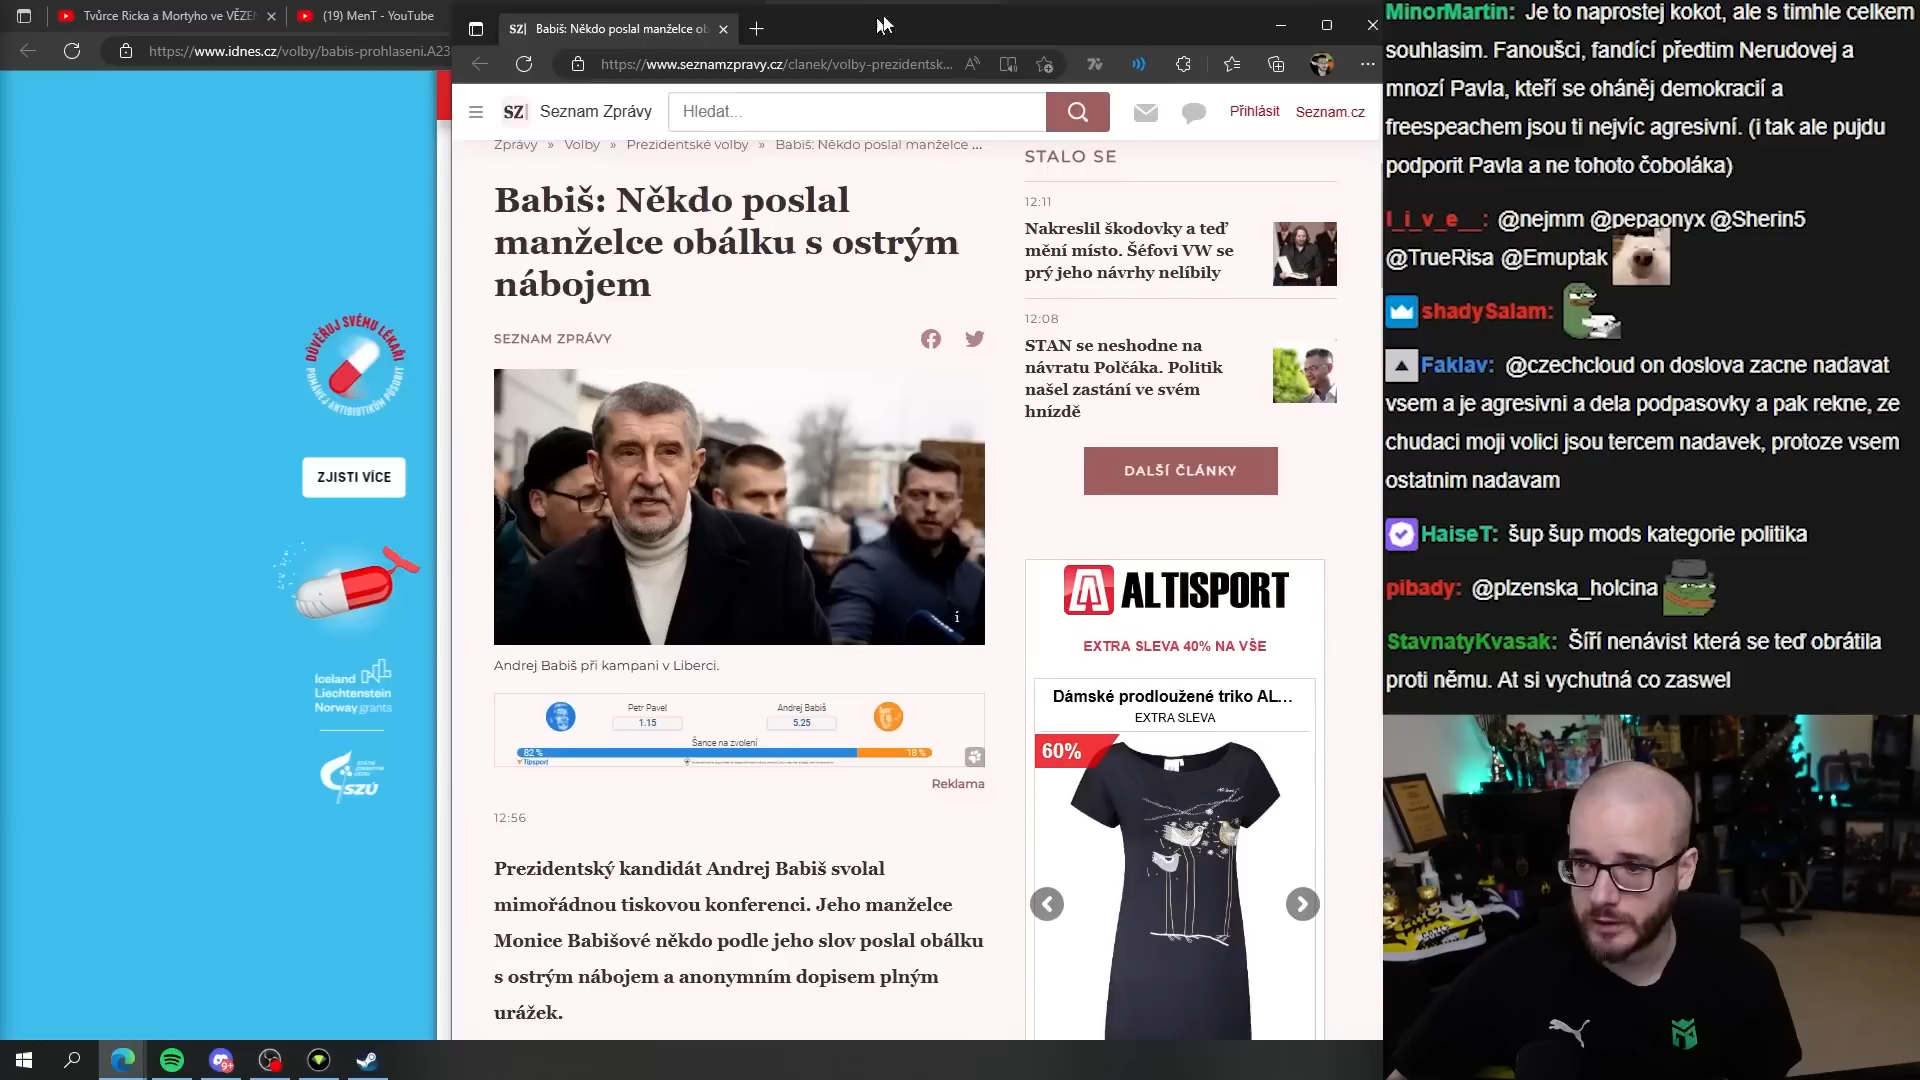 Tvůrce Ricka a Mortyho ve VĚZEN
(19) MenT - YouTube
https://www.idnes.cz/volby/babis-prohlaseni.A23
SZ| Babiš: Někdo poslal manželce ob
https://www.seznamzpravy.cz/clanek/volby-prezidentsk...
SZ| Seznam Zprávy
Hledat...
Přihlásit
Seznam.cz
Zprávy » Volby » Prezidentské volby » Babiš: Někdo poslal manželce ...
Babiš: Někdo poslal
manželce obálku s ostrým
nábojem
SEZNAM ZPRÁVY
i
Andrej Babiš při kampani v Liberci.
Petr Pavel
1.15
Andrej Babiš
5.25
Šance na zvolení
82 %
18 %
Tipsport
Reklama
12:56
Prezidentský kandidát Andrej Babiš svolal
mimořádnou tiskovou konferenci. Jeho manželce
Monice Babišové někdo podle jeho slov poslal obálku
s ostrým nábojem a anonymním dopisem plným
urážek.
STALO SE
12:11
Nakreslil škodovky a teď
mění místo. Šéfovi VW se
prý jeho návrhy nelíbily
12:08
STAN se neshodne na
návratu Polčáka. Politik
našel zastání ve svém
hnízdě
DALŠÍ ČLÁNKY
ALTISPORT
EXTRA SLEVA 40% NA VŠE
Dámské prodloužené triko AL...
EXTRA SLEVA
60%
DŮVĚŘUJ SVÉMU LÉKAŘI
POMÁHEJ ANTIBIOTIKŮM PŮSOBIT
ZJISTI VÍCE
Iceland
Liechtenstein
Norway grants
SZÚ
9+
MinorMartin: Je to naprostej kokot, ale s timhle celkem
souhlasim. Fanoušci, fandící předtim Nerudovej a
mnozí Pavla, kteří se oháněj demokracií a
freespeachem jsou ti nejvíc agresivní. (i tak ale pujdu
podporit Pavla a ne tohoto čoboláka)
l_i_v_e__: @nejmm @pepaonyx @Sherin5
@TrueRisa @Emuptak
shadySalam:
Faklav: @czechcloud on doslova zacne nadavat
vsem a je agresivni a dela podpasovky a pak rekne, ze
chudaci moji volici jsou tercem nadavek, protoze vsem
ostatnim nadavam
HaiseT: šup šup mods kategorie politika
pibady: @plzenska_holcina
StavnatyKvasak: Šíří nenávist která se teď obrátila
proti němu. At si vychutná co zaswel